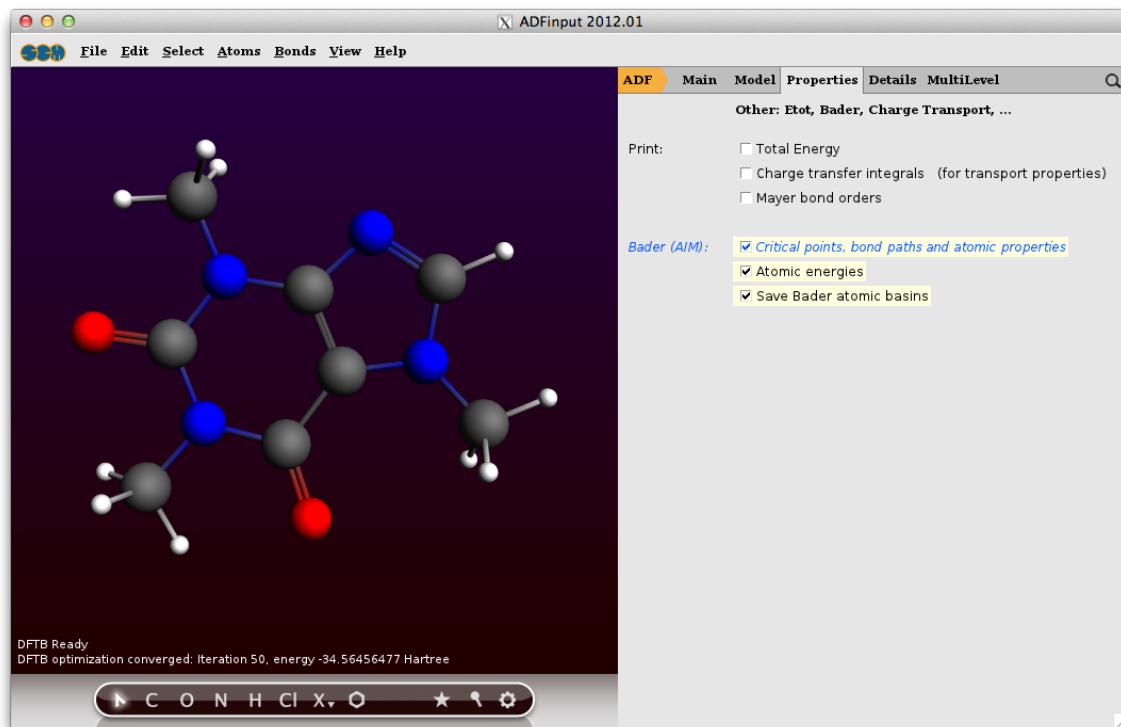 ADFinput 2012.01
SCM File Edit Select Atoms Bonds View Help
ADF Main Model Properties Details MultiLevel
Other: Etot, Bader, Charge Transport, ...
Print: Total Energy
Charge transfer integrals (for transport properties)
Mayer bond orders
Bader (AIM): Critical points, bond paths and atomic properties
Atomic energies
Save Bader atomic basins
DFTB Ready
DFTB optimization converged: Iteration 50, energy -34.56456477 Hartree
C O N H Cl X